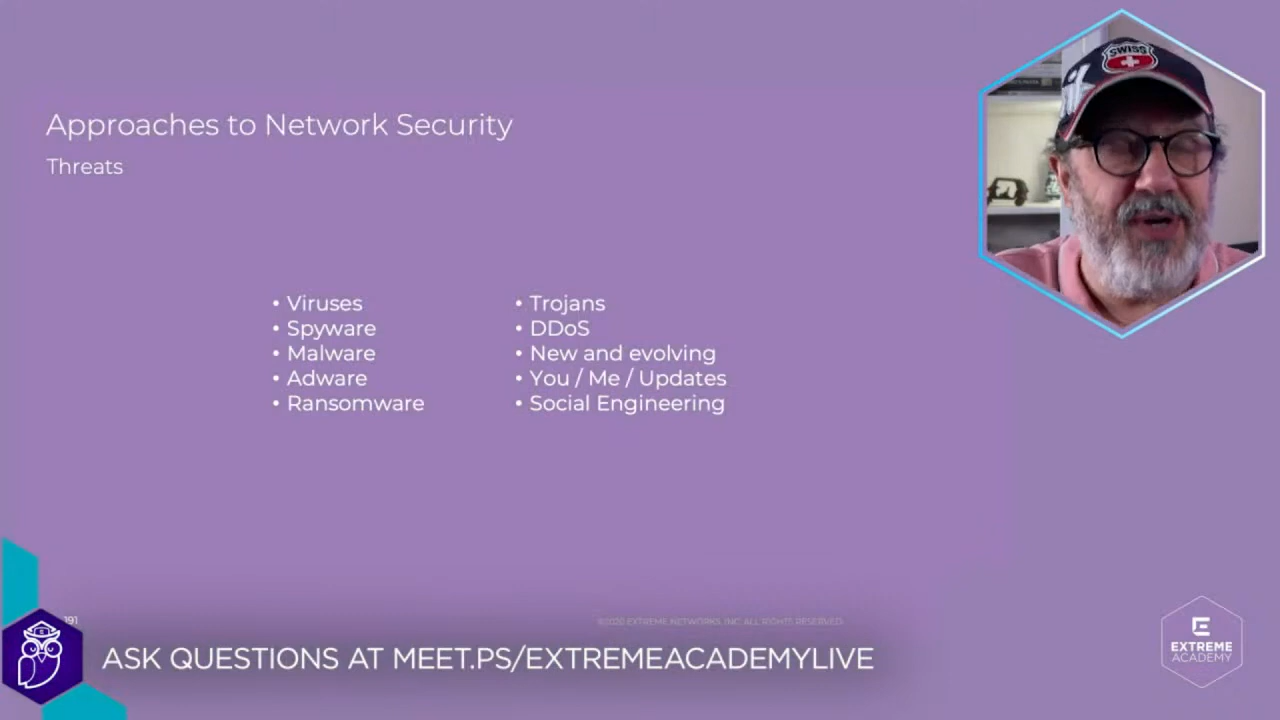 SWISS
Approaches to Network Security
Threats
• Viruses
• Spyware
• Malware
• Adware
• Ransomware
• Trojans
• DDoS
• New and evolving
• You / Me / Updates
• Social Engineering
191
©2020 EXTREME NETWORKS, INC. ALL RIGHTS RESERVED.
ASK QUESTIONS AT MEET.PS/EXTREMEACADEMYLIVE
E
EXTREME
ACADEMY